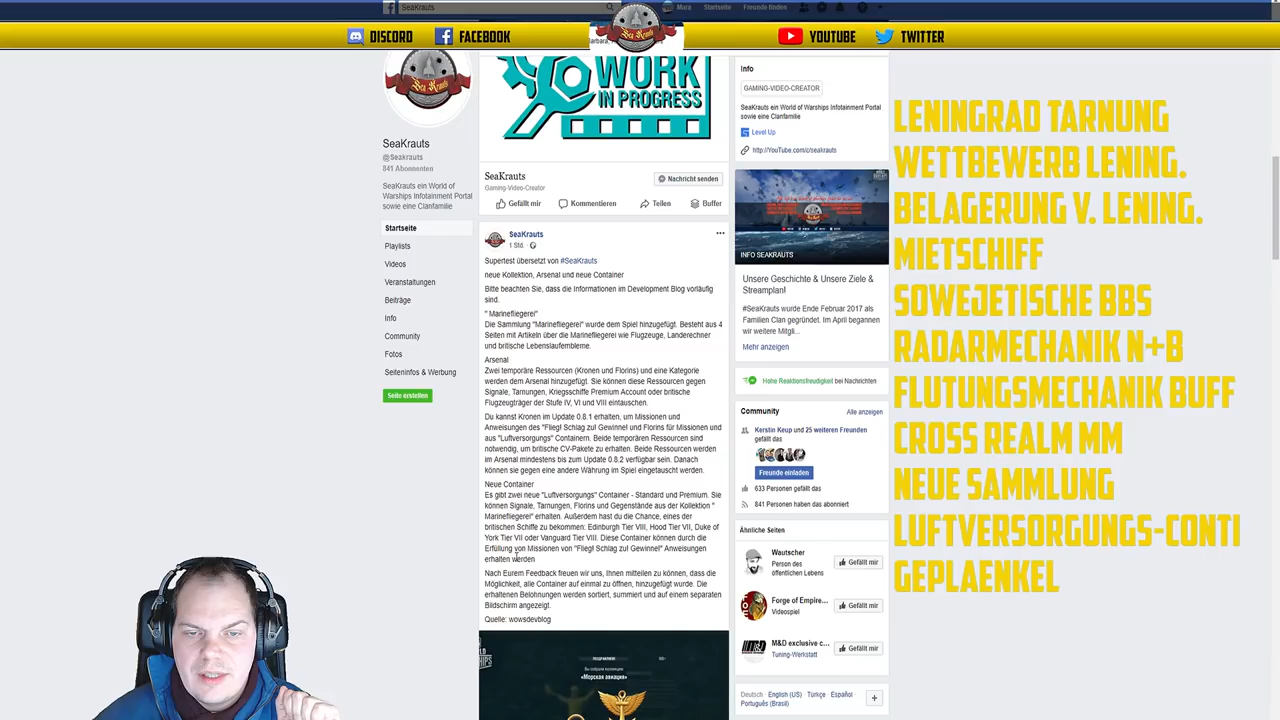 SeaKrauts
Mara
Startseite
Freunde finden
DISCORD
FACEBOOK
Sea Krauts
YOUTUBE
TWITTER
Sea Krauts
SeaKrauts
@Seakrauts
841 Abonnenten
SeaKrauts ein World of
Warships Infotainment Portal
sowie eine Clanfamilie
Startseite
Playlists
Videos
Veranstaltungen
Beiträge
Info
Community
Fotos
Seiteninfos & Werbung
Seite erstellen
WORK
IN PROGRESS
SeaKrauts
Gaming-Video-Creator
Nachricht senden
Gefällt mir
Kommentieren
Teilen
Buffer
SeaKrauts
1 Std.
Supertest übersetzt von #SeaKrauts
neue Kollektion, Arsenal und neue Container
Bitte beachten Sie, dass die Informationen im Development Blog vorläufig
sind.
" Marinefliegerei"
Die Sammlung "Marinefliegerei" wurde dem Spiel hinzugefügt. Besteht aus 4
Seiten mit Artikeln über die Marinefliegerei wie Flugzeuge, Landerechner
und britische Lebenslaufembleme.
Arsenal
Zwei temporäre Ressourcen (Kronen und Florins) und eine Kategorie
werden dem Arsenal hinzugefügt. Sie können diese Ressourcen gegen
Signale, Tarnungen, Kriegsschiffe Premium Account oder britische
Flugzeugträger der Stufe IV, VI und VIII eintauschen.
Du kannst Kronen im Update 0.8.1 erhalten, um Missionen und
Anweisungen des "Flieg! Schlag zu! Gewinne! und Florins für Missionen und
aus "Luftversorgungs" Containern. Beide temporären Ressourcen sind
notwendig, um britische CV-Pakete zu erhalten. Beide Ressourcen werden
im Arsenal mindestens bis zum Update 0.8.2 verfügbar sein. Danach
können sie gegen eine andere Währung im Spiel eingetauscht werden.
Neue Container
Es gibt zwei neue "Luftversorgungs" Container - Standard und Premium. Sie
können Signale, Tarnungen, Florins und Gegenstände aus der Kollektion "
Marinefliegerei" erhalten. Außerdem hast du die Chance, eines der
britischen Schiffe zu bekommen: Edinburgh Tier VIII, Hood Tier VII, Duke of
York Tier VII oder Vanguard Tier VIII. Diese Container können durch die
Erfüllung von Missionen von "Flieg! Schlag zu! Gewinne!" Anweisungen
erhalten werden
Nach Eurem Feedback freuen wir uns, Ihnen mitteilen zu können, dass die
Möglichkeit, alle Container auf einmal zu öffnen, hinzugefügt wurde. Die
erhaltenen Belohnungen werden sortiert, summiert und auf einem separaten
Bildschirm angezeigt.
Quelle: wowsdevblog
Вы собрали коллекцию
«Морская авиация»
Info
GAMING-VIDEO-CREATOR
SeaKrauts ein World of Warships Infotainment Portal
sowie eine Clanfamilie
Level Up
http://YouTube.com/c/seakrauts
INFO SEAKRAUTS
Unsere Geschichte & Unsere Ziele &
Streamplan!
#SeaKrauts wurde Ende Februar 2017 als
Familien Clan gegründet. Im April begannen
wir weitere Mitgli...
Mehr anzeigen
Hohe Reaktionsfreudigkeit bei Nachrichten
Community
Alle anzeigen
Kerstin Keup und 25 weiteren Freunden
gefällt das
Freunde einladen
633 Personen gefällt das
841 Personen haben das abonniert
Ähnliche Seiten
Wautscher
Person des
öffentlichen Lebens
Gefällt mir
Forge of Empire...
Videospiel
Gefällt mir
M&D exclusive c...
Tuning-Werkstatt
Gefällt mir
Deutsch · English (US) · Türkçe · Español ·
Português (Brasil)
LENINGRAD TARNUNG
WETTBEWERB LENING.
BELAGERUNG V. LENING.
MIETSCHIFF
SOWEJETISCHE BBS
RADARMECHANIK N+B
FLUTUNGSMECHANIK BUFF
CROSS REALM MM
NEUE SAMMLUNG
LUFTVERSORGUNGS-CONTI
GEPLAENKEL